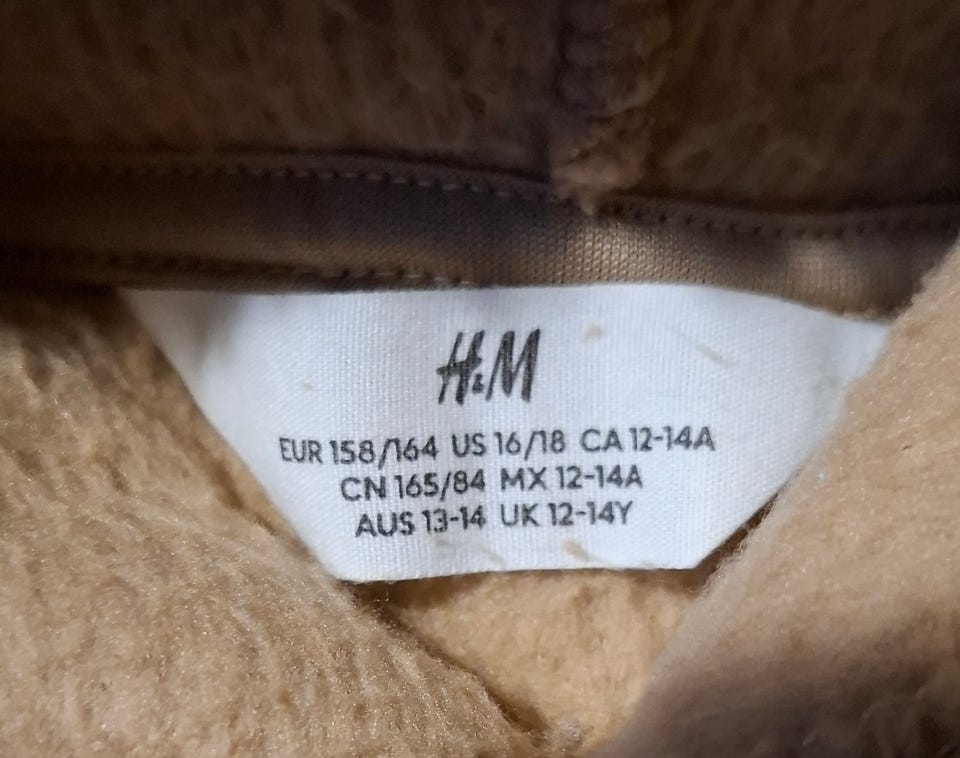 H&M
EUR 158/164 US 16/18 CA 12-14A
CN 165/84 MX 12-14A
AUS 13-14 UK 12-14Y